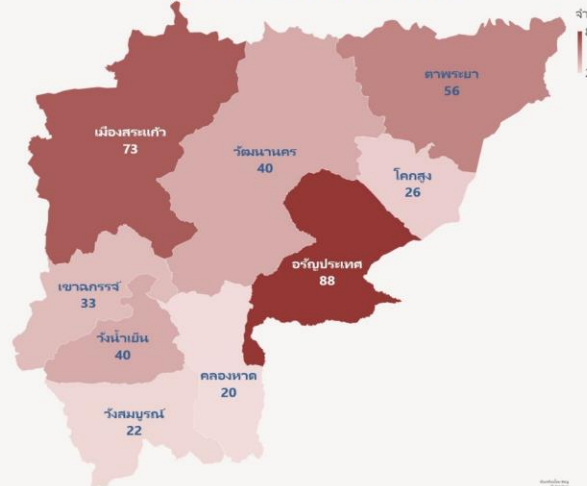 ตาพระยา
56
เมืองสระแก้ว
73
วัฒนานคร
40
โคกสูง
26
อรัญประเทศ
88
เขาฉกรรจ์
33
วังน้ำเย็น
40
คลองหาด
20
วังสมบูรณ์
22